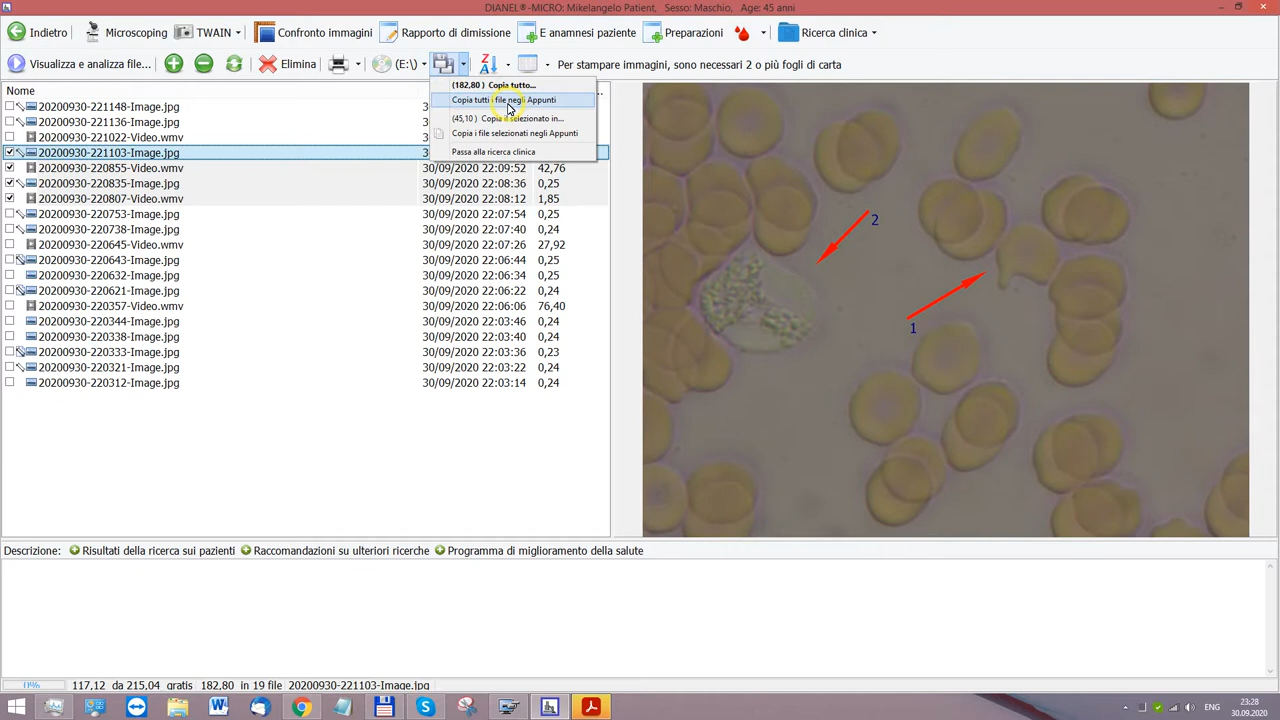 DIANEL®-MICRO: Mikelangelo Patient, Sesso: Maschio, Age: 45 anni
Indietro Microscoping TWAIN Confronto immagini Rapporto di dimissione E anamnesi paziente Preparazioni Ricerca clinica
Visualizza e analizza file... Elimina (E:\) Per stampare immagini, sono necessari 2 o più fogli di carta
(182,80 ) Copia tutto...
Copia tutti i file negli Appunti
(45,10 ) Copia il selezionato in...
Copia i file selezionati negli Appunti
Passa alla ricerca clinica
Nome
20200930-221148-Image.jpg 3
20200930-221136-Image.jpg 3
20200930-221022-Video.wmv 3
20200930-221103-Image.jpg 3
20200930-220855-Video.wmv 30/09/2020 22:09:52 42,76
20200930-220835-Image.jpg 30/09/2020 22:08:36 0,25
20200930-220807-Video.wmv 30/09/2020 22:08:12 1,85
20200930-220753-Image.jpg 30/09/2020 22:07:54 0,25
20200930-220738-Image.jpg 30/09/2020 22:07:40 0,24
20200930-220645-Video.wmv 30/09/2020 22:07:26 27,92
20200930-220643-Image.jpg 30/09/2020 22:06:44 0,25
20200930-220632-Image.jpg 30/09/2020 22:06:32 0,25
20200930-220621-Image.jpg 30/09/2020 22:06:22 0,24
20200930-220357-Video.wmv 30/09/2020 22:06:06 76,40
20200930-220344-Image.jpg 30/09/2020 22:03:46 0,24
20200930-220338-Image.jpg 30/09/2020 22:03:40 0,24
20200930-220333-Image.jpg 30/09/2020 22:03:36 0,23
20200930-220321-Image.jpg 30/09/2020 22:03:22 0,24
20200930-220312-Image.jpg 30/09/2020 22:03:14 0,24
2
1
Descrizione: Risultati della ricerca sui pazienti Raccomandazioni su ulteriori ricerche Programma di miglioramento della salute
0% 117,12 da 215,04 gratis 182,80 in 19 file 20200930-221103-Image.jpg
ENG 23:28
30.09.2020